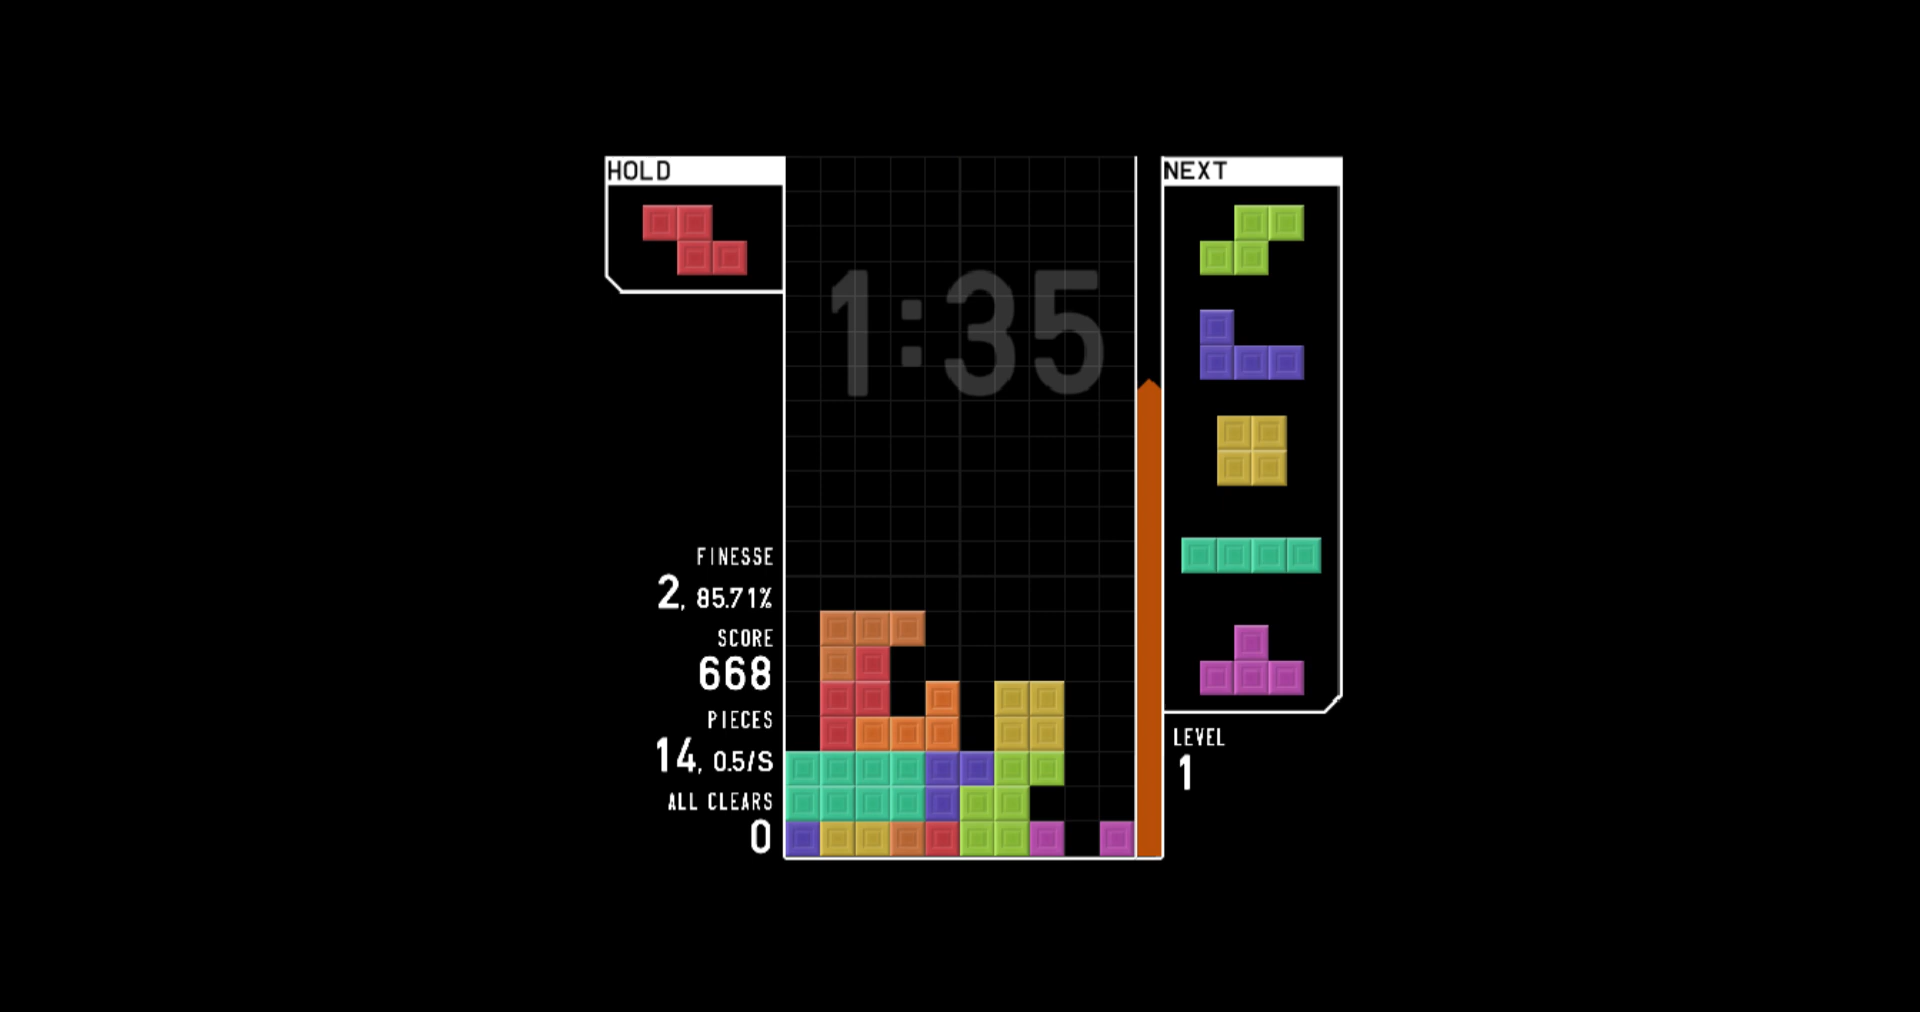 HOLD
NEXT
1:35
FINESSE
2, 85.71%
SCORE
668
PIECES
14, 0.5/S
ALL CLEARS
0
LEVEL
1